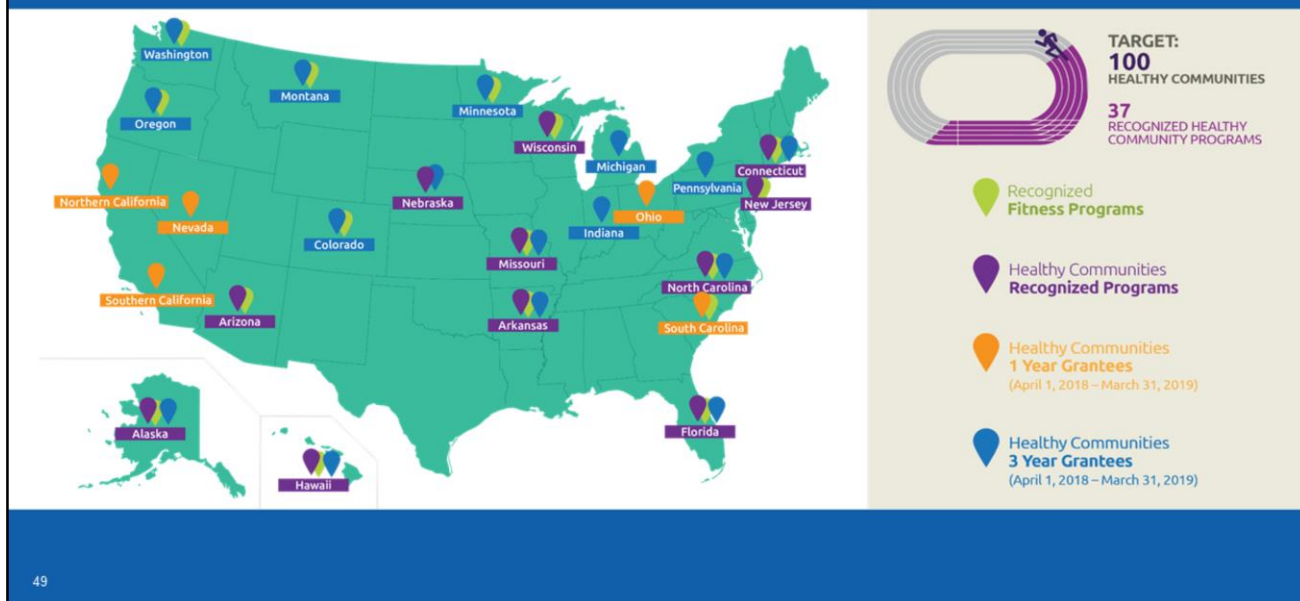 Washington
Montana
Minnesota
Oregon
Wisconsin
Michigan
Connecticut
Pennsylvania
Northern California
Nebraska
New Jersey
Nevada
Ohio
Colorado
Indiana
Missouri
North Carolina
Southern California
Arizona
Arkansas
South Carolina
Alaska
Florida
Hawaii
TARGET:
100
HEALTHY COMMUNITIES
37
RECOGNIZED HEALTHY
COMMUNITY PROGRAMS
Recognized
Fitness Programs
Healthy Communities
Recognized Programs
Healthy Communities
1 Year Grantees
(April 1, 2018 – March 31, 2019)
Healthy Communities
3 Year Grantees
(April 1, 2018 – March 31, 2019)
49